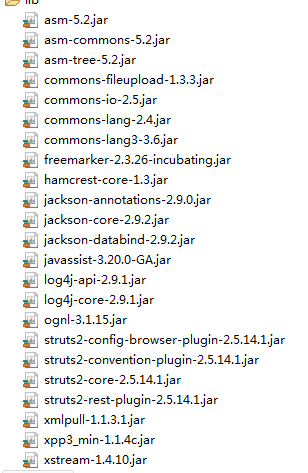 lib
asm-5.2.jar
asm-commons-5.2.jar
asm-tree-5.2.jar
commons-fileupload-1.3.3.jar
commons-io-2.5.jar
commons-lang-2.4.jar
commons-lang3-3.6.jar
freemarker-2.3.26-incubating.jar
hamcrest-core-1.3.jar
jackson-annotations-2.9.0.jar
jackson-core-2.9.2.jar
jackson-databind-2.9.2.jar
javassist-3.20.0-GA.jar
log4j-api-2.9.1.jar
log4j-core-2.9.1.jar
ognl-3.1.15.jar
struts2-config-browser-plugin-2.5.14.1.jar
struts2-convention-plugin-2.5.14.1.jar
struts2-core-2.5.14.1.jar
struts2-rest-plugin-2.5.14.1.jar
xmlpull-1.1.3.1.jar
xpp3_min-1.1.4c.jar
xstream-1.4.10.jar